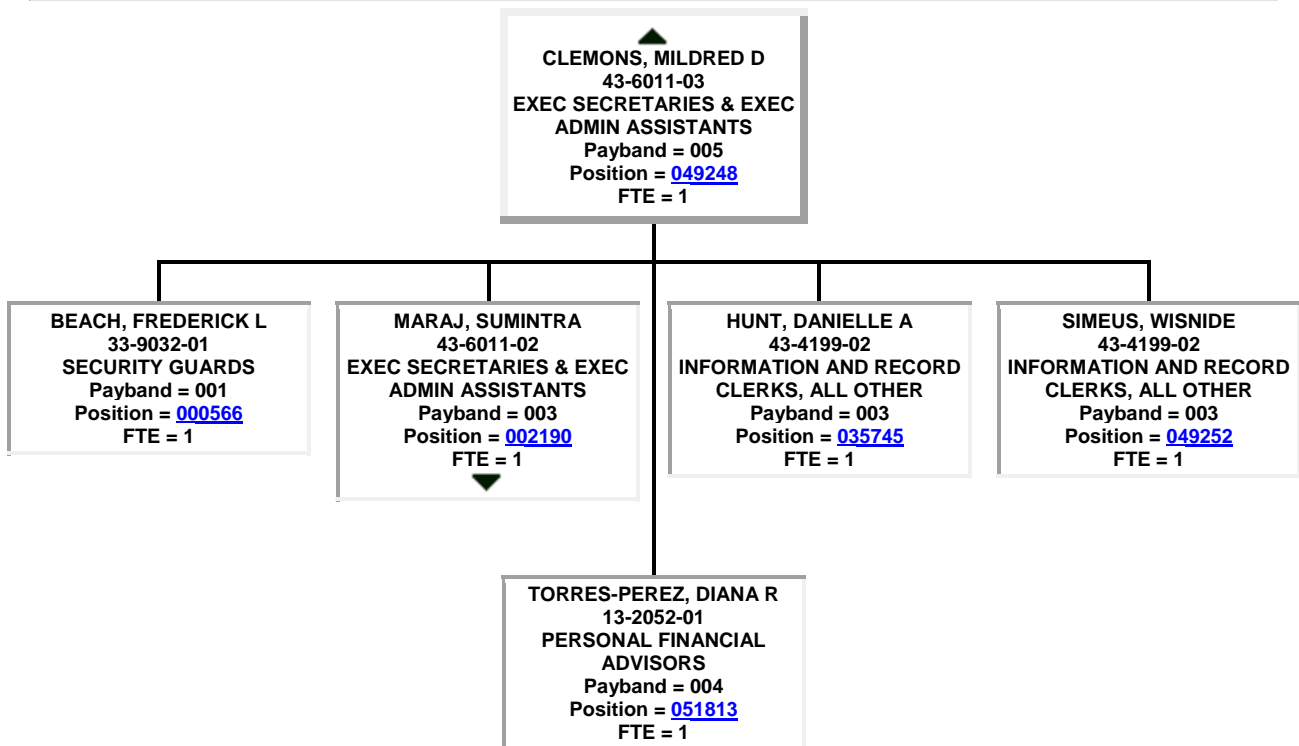 CLEMONS, MILDRED D
43-6011-03
EXEC SECRETARIES & EXEC
ADMIN ASSISTANTS
Payband = 005
Position = 049248
FTE = 1
BEACH, FREDERICK L
33-9032-01
SECURITY GUARDS
Payband = 001
Position = 000566
FTE = 1
MARAJ, SUMINTRA
43-6011-02
EXEC SECRETARIES & EXEC
ADMIN ASSISTANTS
Payband = 003
Position = 002190
FTE = 1
HUNT, DANIELLE A
43-4199-02
INFORMATION AND RECORD
CLERKS, ALL OTHER
Payband = 003
Position = 035745
FTE = 1
SIMEUS, WISNIDE
43-4199-02
INFORMATION AND RECORD
CLERKS, ALL OTHER
Payband = 003
Position = 049252
FTE = 1
TORRES-PEREZ, DIANA R
13-2052-01
PERSONAL FINANCIAL
ADVISORS
Payband = 004
Position = 051813
FTE = 1